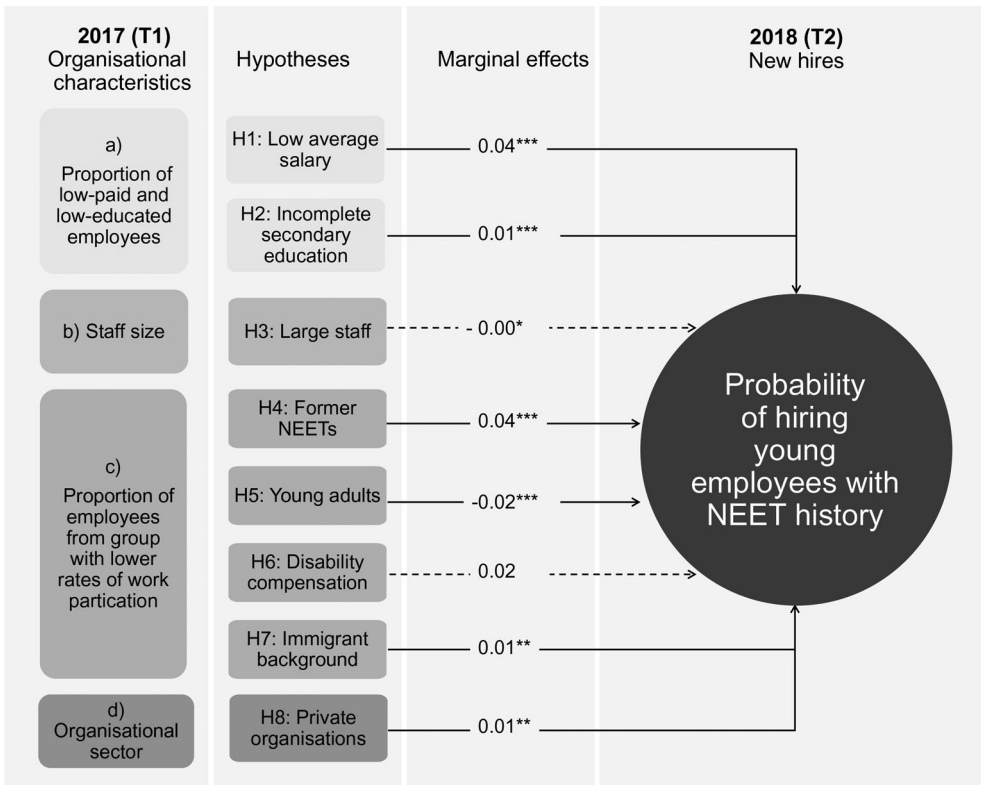 2017 (T1)
Organisational
characteristics
Hypotheses
Marginal effects
2018 (T2)
New hires
a)
Proportion of
low-paid and
low-educated
employees
H1: Low average
salary
0.04***
H2: Incomplete
secondary
education
0.01***
b) Staff size
H3: Large staff
- 0.00*
c)
Proportion of
employees
from group
with lower
rates of work
partication
H4: Former
NEETs
0.04***
H5: Young adults
-0.02***
H6: Disability
compensation
0.02
H7: Immigrant
background
0.01**
d)
Organisational
sector
H8: Private
organisations
0.01**
Probability
of hiring
young
employees with
NEET history